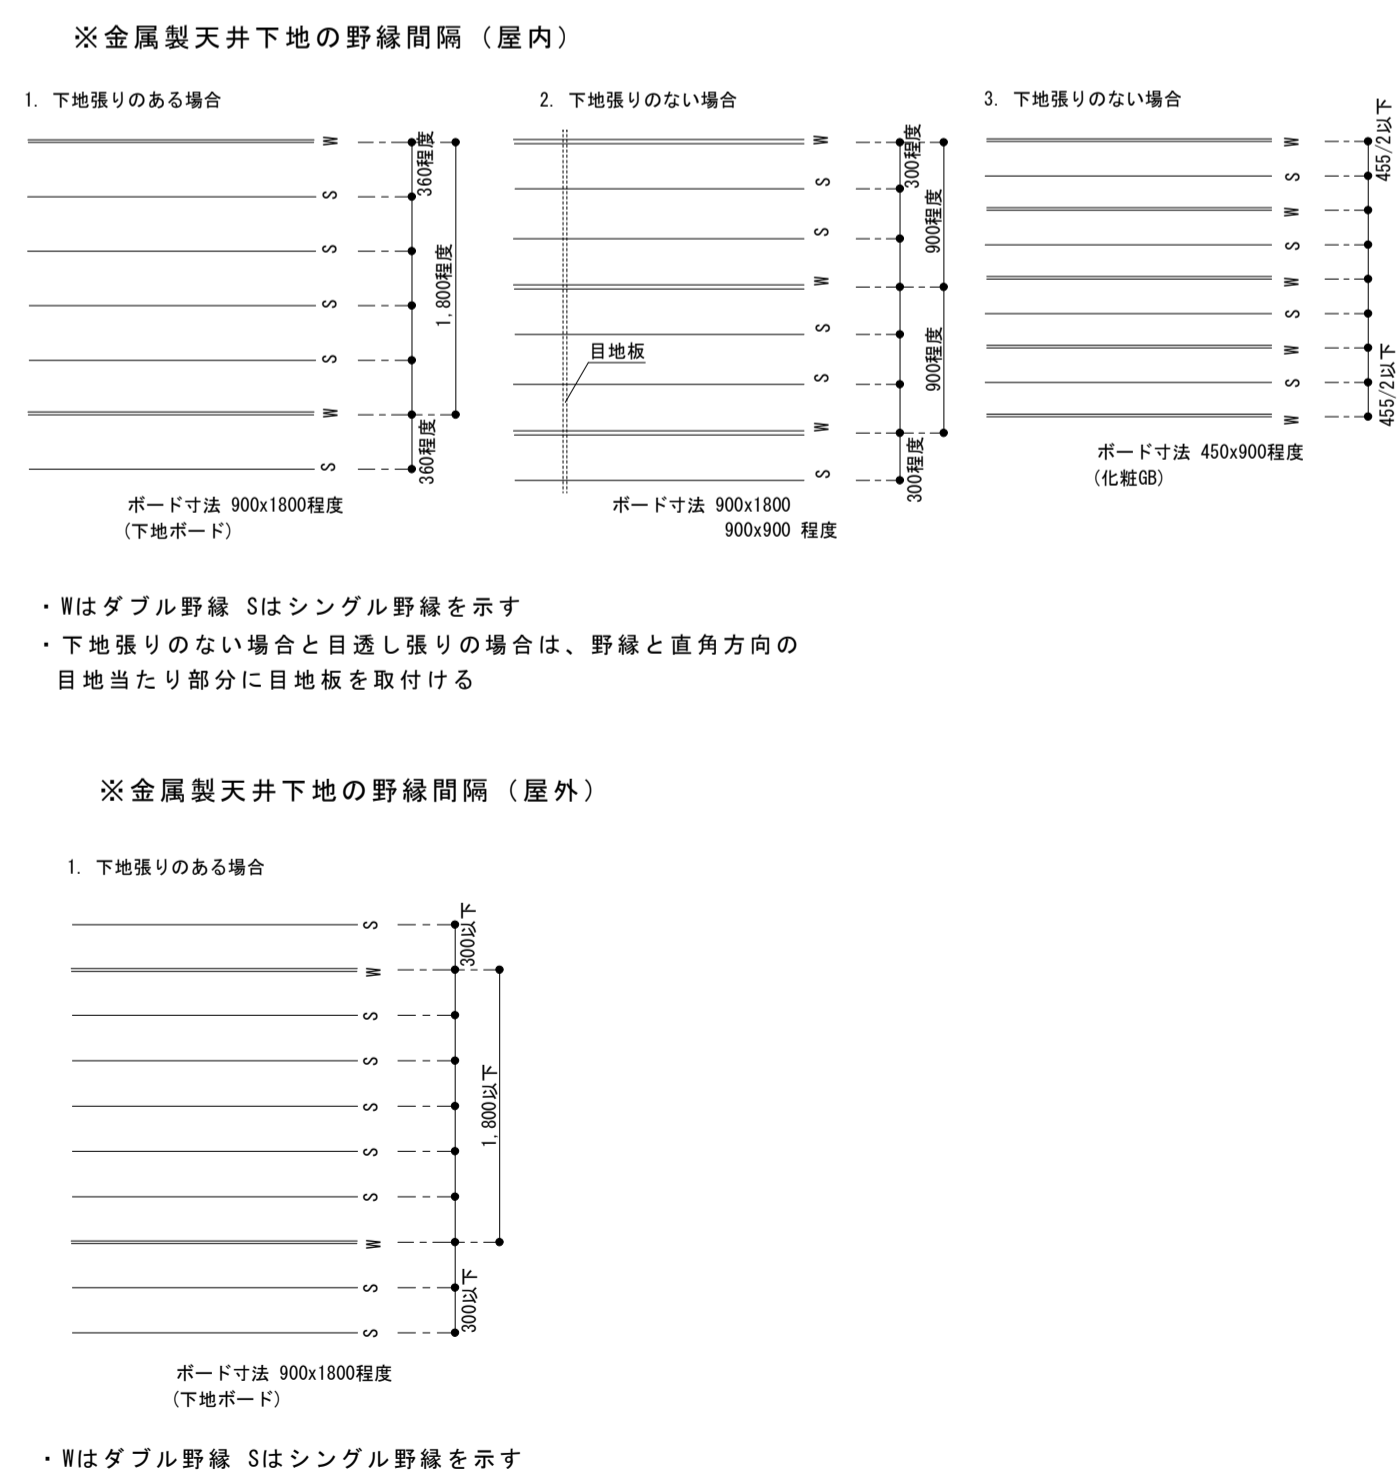 ※金属製天井下地の野縁間隔（屋内）
1. 下地張りのある場合
W
S
S
S
S
W
S
360程度
1,800程度
360程度
ボード寸法 900x1800程度
(下地ボード)
2. 下地張りのない場合
W
S
S
W
S
S
W
S
目地板
300程度
900程度
900程度
300程度
ボード寸法 900x1800
900x900 程度
3. 下地張りのない場合
W
S
W
S
W
S
W
S
W
455/2以下
455/2以下
ボード寸法 450x900程度
(化粧GB)
・Wはダブル野縁 Sはシングル野縁を示す
・下地張りのない場合と目透し張りの場合は、野縁と直角方向の
目地当たり部分に目地板を取付ける
※金属製天井下地の野縁間隔（屋外）
1. 下地張りのある場合
S
W
S
S
S
S
S
W
S
S
300以下
1,800以下
300以下
ボード寸法 900x1800程度
(下地ボード)
・Wはダブル野縁 Sはシングル野縁を示す